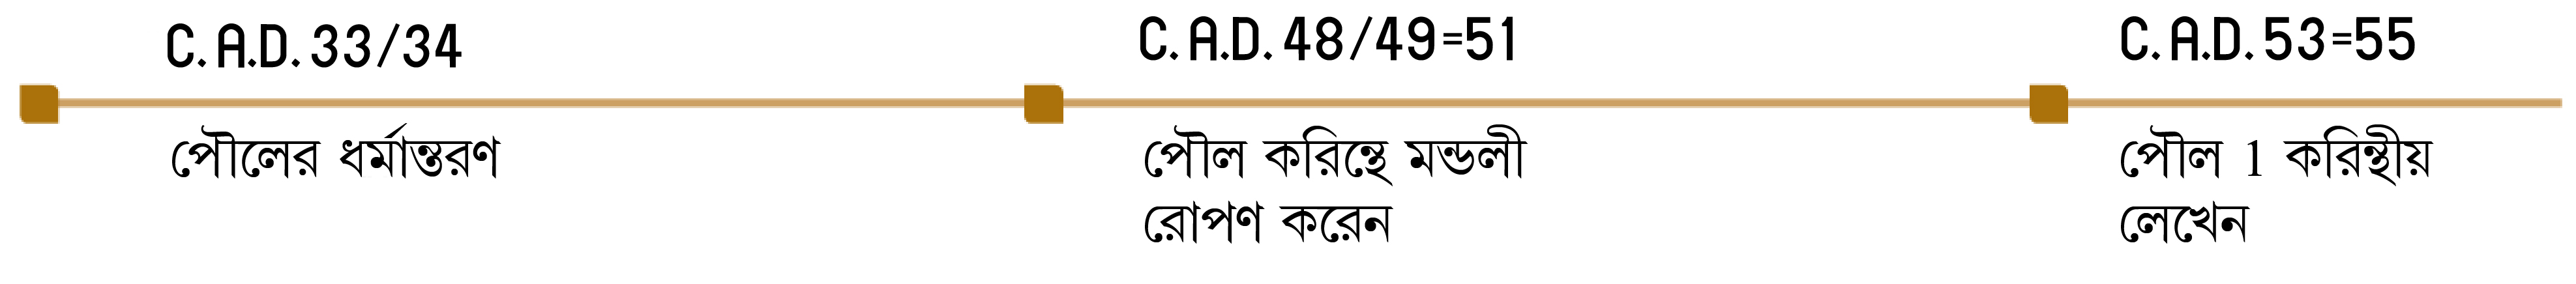 C. A.D. 33/34
পৌলের ধর্মান্তরণ
C. A.D. 48/49=51
পৌল করিন্থে মন্ডলী
রোপণ করেন
C. A.D. 53=55
পৌল 1 করিন্থীয়
লেখেন